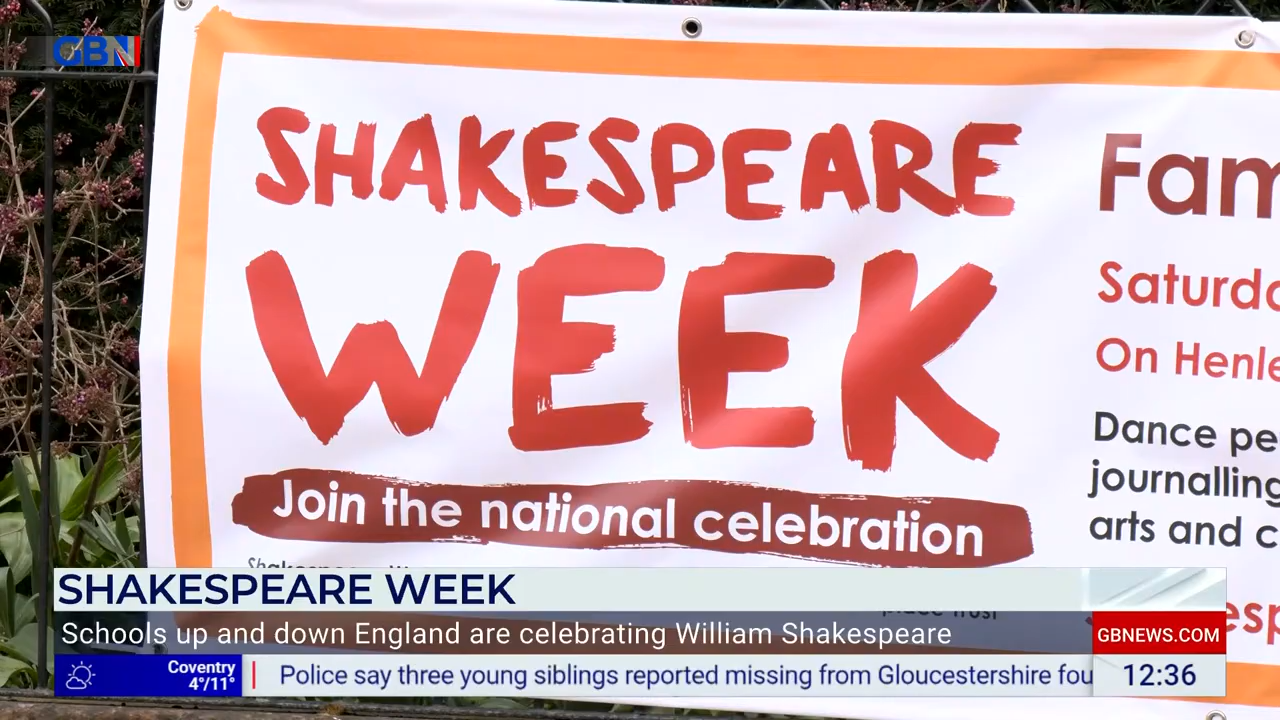 GBN
SHAKESPEARE
WEEK
Join the national celebration
Fam
Saturda
On Henle
Dance pe
journalling
arts and c
SHAKESPEARE WEEK
Schools up and down England are celebrating William Shakespeare
GBNEWS.COM
Coventry
4°/11°
Police say three young siblings reported missing from Gloucestershire fou
12:36